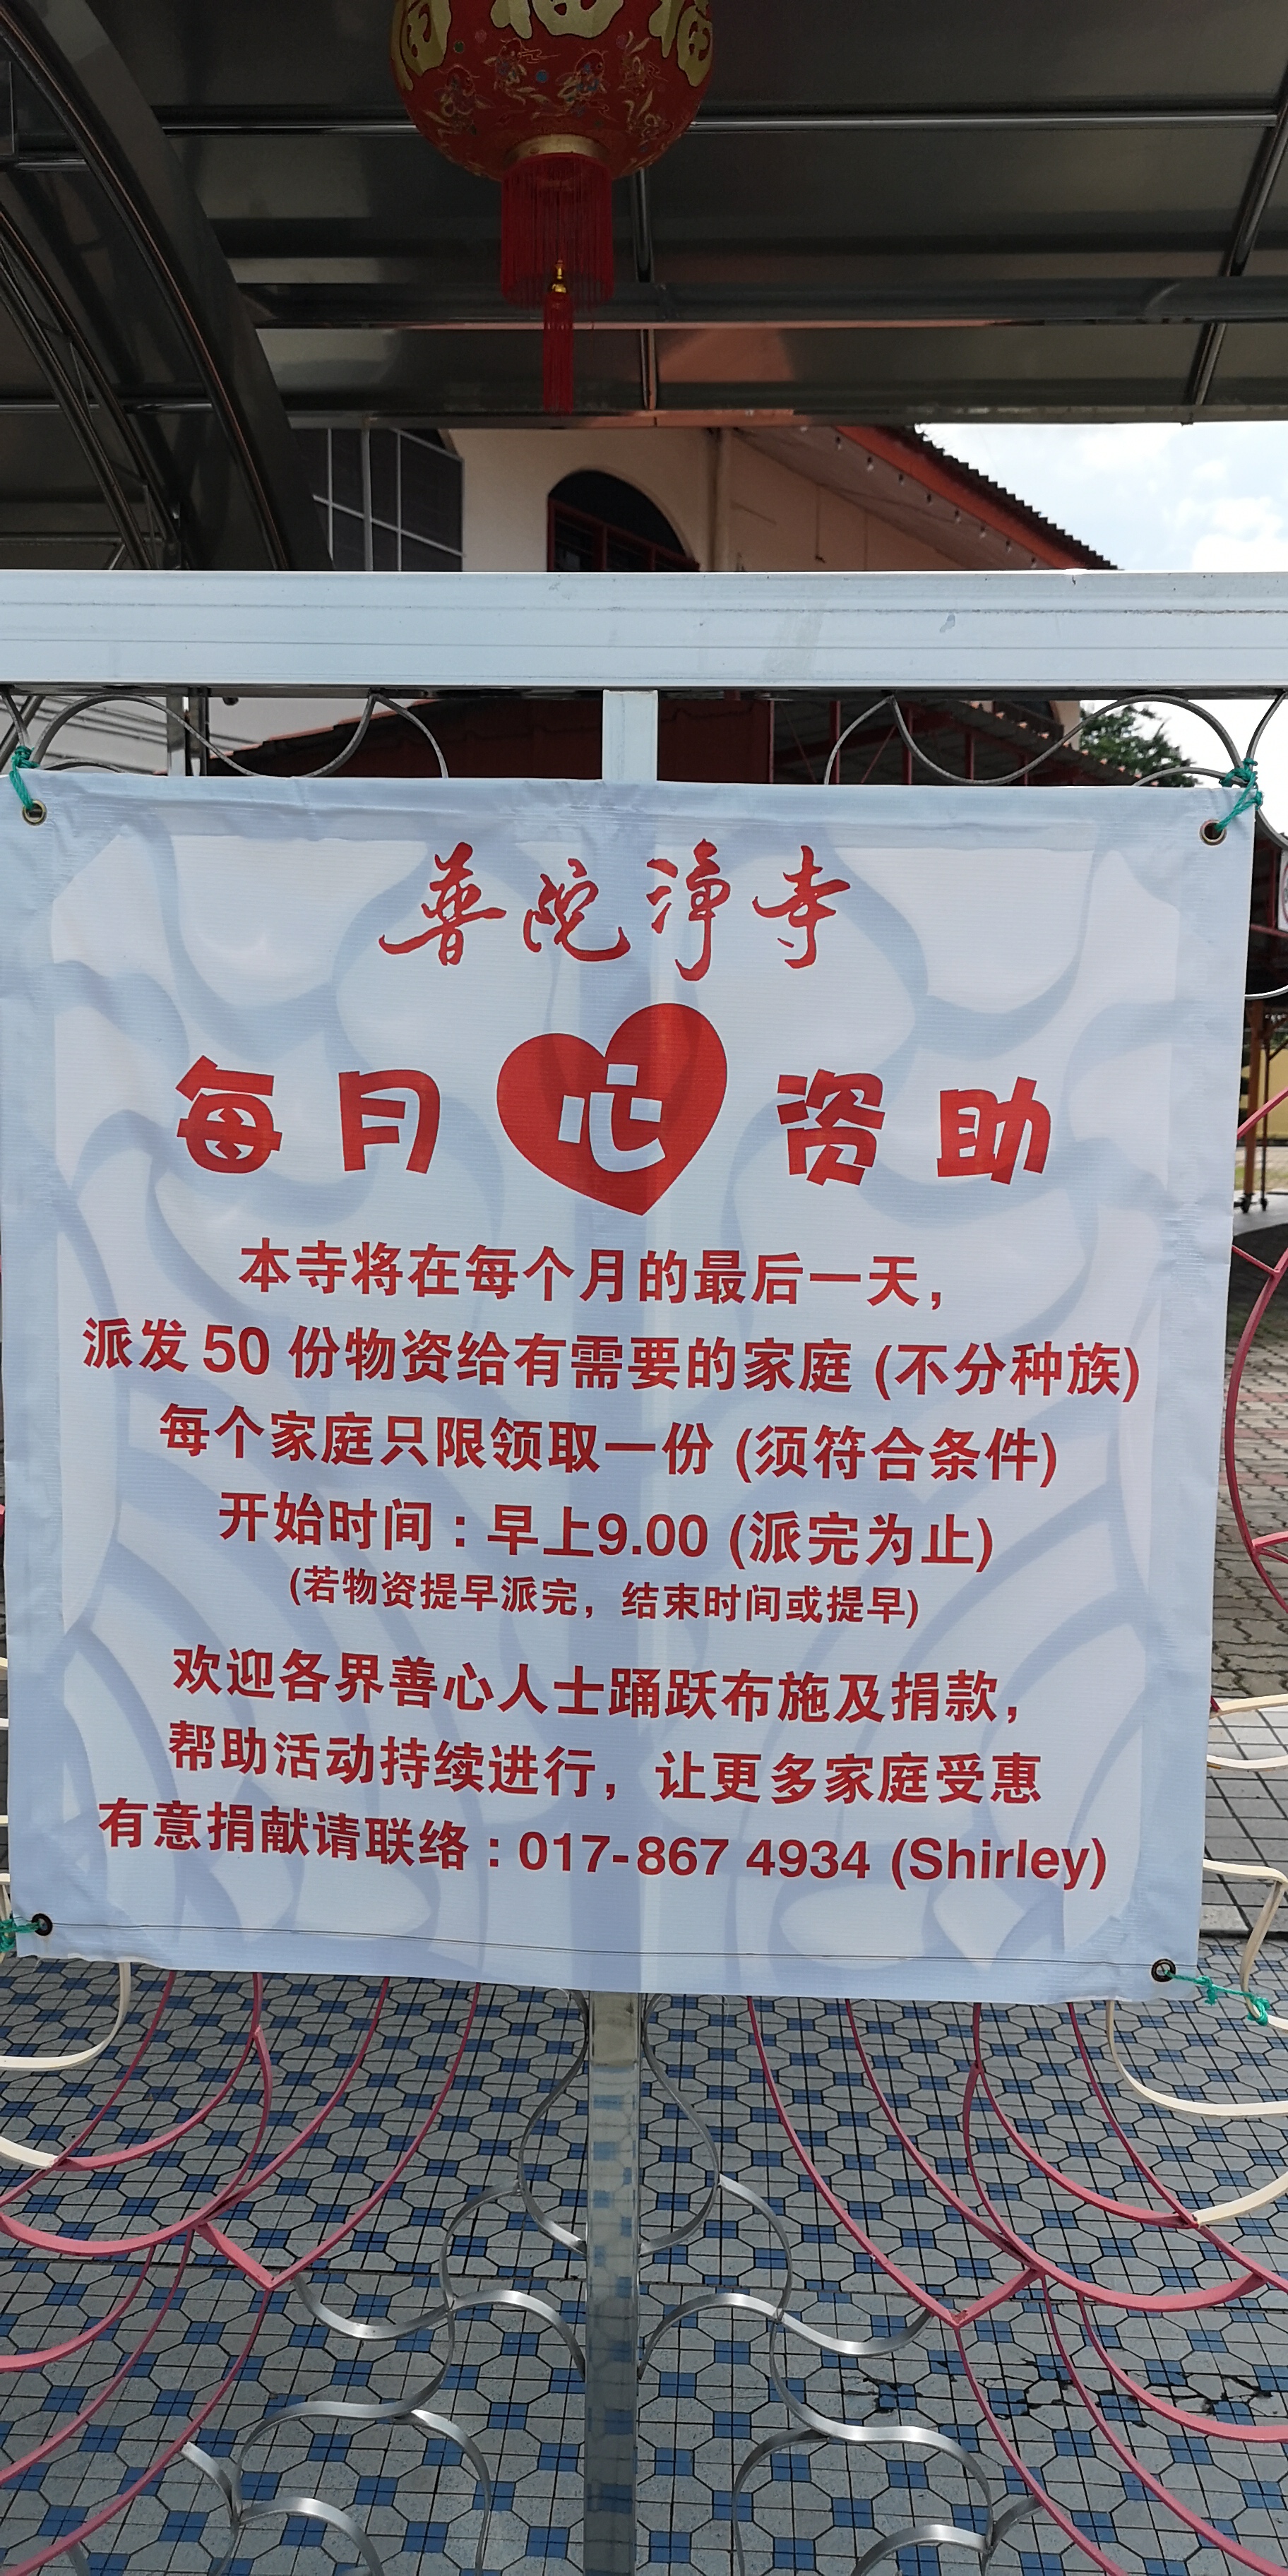 福 福 福
普陀淨寺
每月心资助
本寺将在每个月的最后一天，
派发50 份物资给有需要的家庭 (不分种族)
每个家庭只限领取一份 (须符合条件)
开始时间：早上9.00 (派完为止)
(若物资提早派完，结束时间或提早)
欢迎各界善心人士踊跃布施及捐款，
帮助活动持续进行，让更多家庭受惠
有意捐献请联络：017-867 4934 (Shirley)